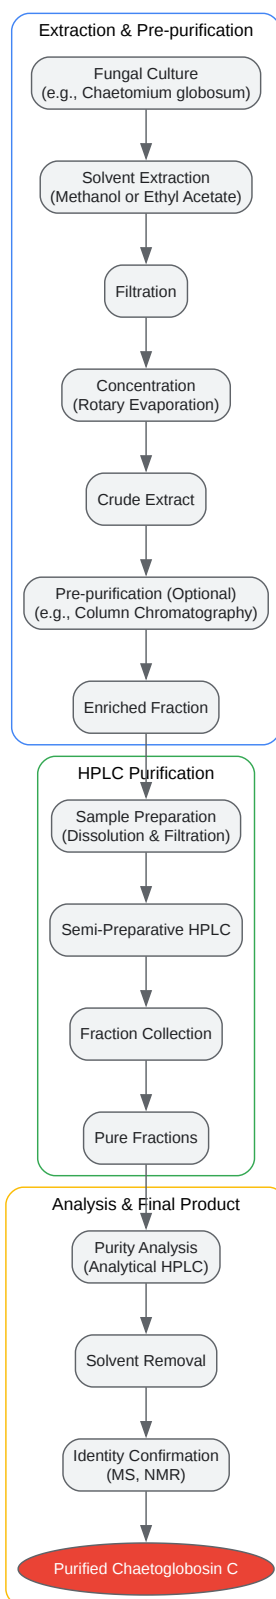 Extraction & Pre-purification
Fungal Culture
(e.g., Chaetomium globosum)
Solvent Extraction
(Methanol or Ethyl Acetate)
Filtration
Concentration
(Rotary Evaporation)
Crude Extract
Pre-purification (Optional)
(e.g., Column Chromatography)
Enriched Fraction
HPLC Purification
Sample Preparation
(Dissolution & Filtration)
Semi-Preparative HPLC
Fraction Collection
Pure Fractions
Analysis & Final Product
Purity Analysis
(Analytical HPLC)
Solvent Removal
Identity Confirmation
(MS, NMR)
Purified Chaetoglobosin C